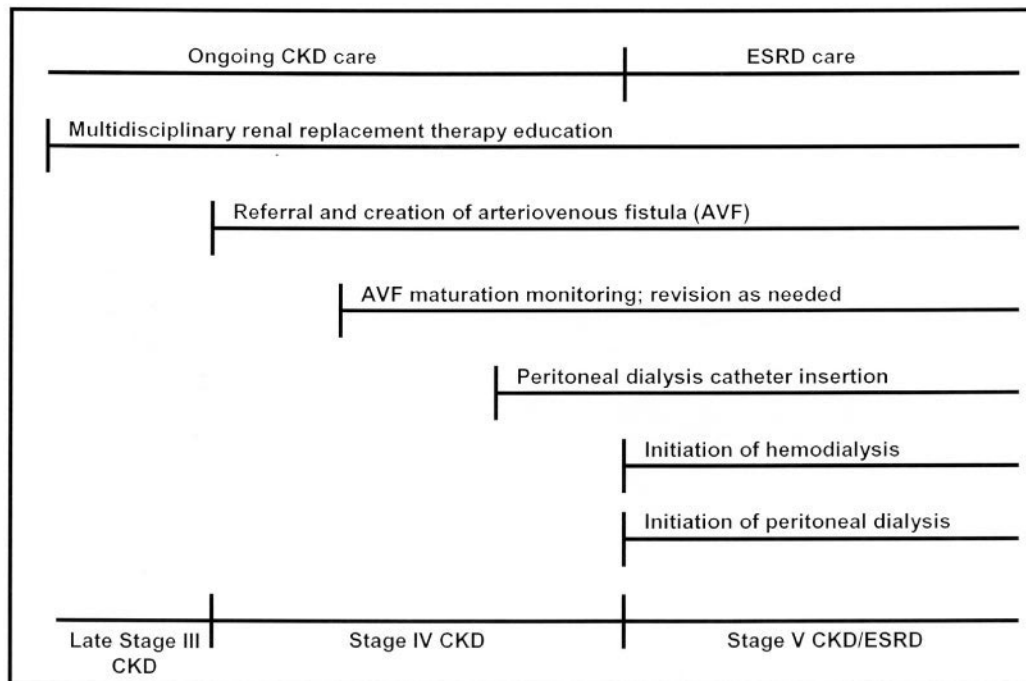 Ongoing CKD care
ESRD care
Multidisciplinary renal replacement therapy education
Referral and creation of arteriovenous fistula (AVF)
AVF maturation monitoring; revision as needed
Peritoneal dialysis catheter insertion
Initiation of hemodialysis
Initiation of peritoneal dialysis
Late Stage III
CKD
Stage IV CKD
Stage V CKD/ESRD